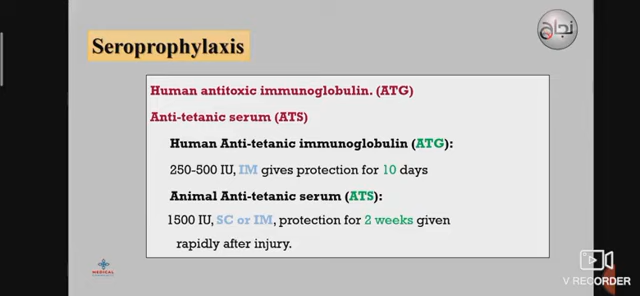 Seroprophylaxis
نجاح
Human antitoxic immunoglobulin. (ATG)
Anti-tetanic serum (ATS)
Human Anti-tetanic immunoglobulin (ATG):
250-500 IU, IM gives protection for 10 days
Animal Anti-tetanic serum (ATS):
1500 IU, SC or IM, protection for 2 weeks given
rapidly after injury.
MEDICAL
V RECORDER